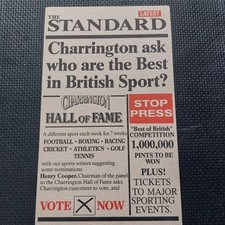 LATEST
THE
STANDARD
Charrington ask
who are the Best
in British Sport?
CHARRINGTON
HALL of FAME
A different sport each week for 7 weeks
FOOTBALL • BOXING • RACING
CRICKET • ATHLETICS • GOLF
TENNIS
with our sports writers suggesting
some nominations.
Henry Cooper, Chairman of the panel
to the Charrington Hall of Fame asks
Charrington customers to vote, and
VOTE X NOW
STOP
PRESS
"Best of British"
COMPETITION
1,000,000
PINTS TO BE
WON
PLUS!
TICKETS
TO MAJOR
SPORTING
EVENTS.